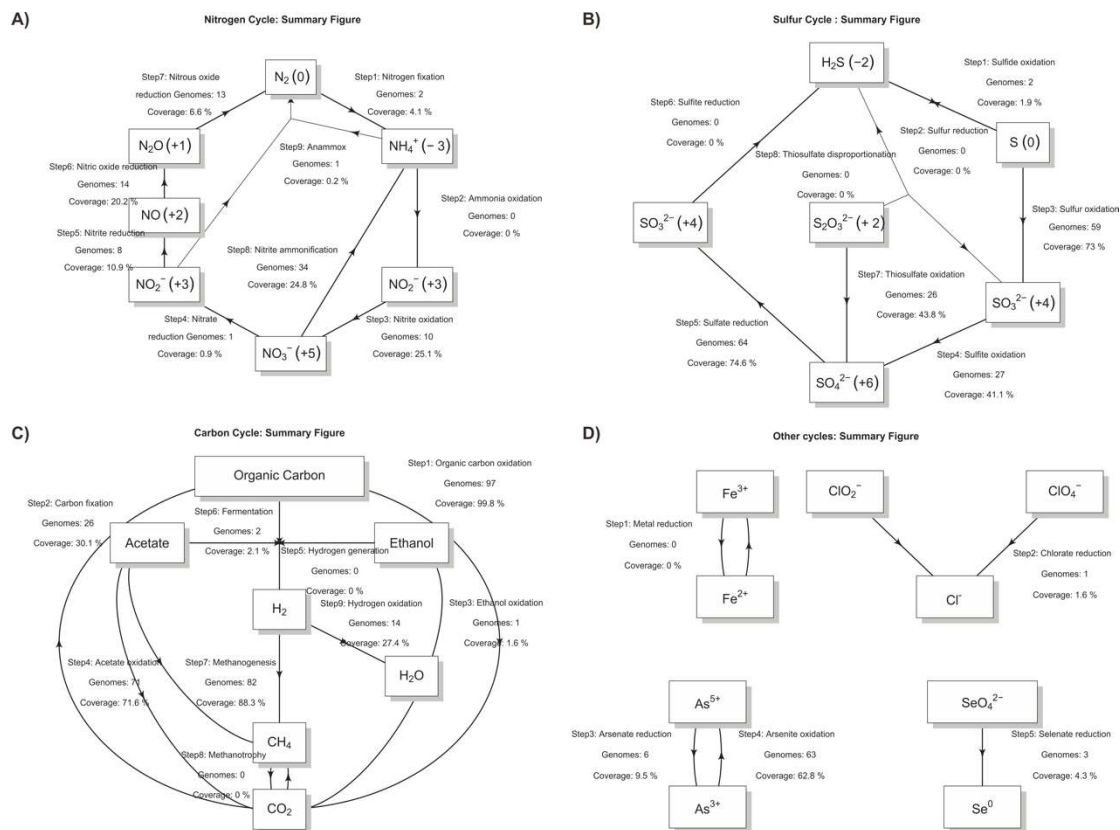 A)
Nitrogen Cycle: Summary Figure
N₂ (0)
Step7: Nitrous oxide
reduction Genomes: 13
Coverage: 6.6 %
Step1: Nitrogen fixation
Genomes: 2
Coverage: 4.1 %
N₂O (+1)
Step9: Anammox
Genomes: 1
Coverage: 0.2 %
NH₄⁺ (− 3)
Step6: Nitric oxide reduction
Genomes: 14
Coverage: 20.2 %
NO (+2)
Step2: Ammonia oxidation
Genomes: 0
Coverage: 0 %
Step5: Nitrite reduction
Genomes: 8
Coverage: 10.9 %
Step8: Nitrite ammonification
Genomes: 34
Coverage: 24.8 %
NO₂⁻ (+3)
NO₂⁻ (+3)
Step4: Nitrate
reduction Genomes: 1
Coverage: 0.9 %
Step3: Nitrite oxidation
Genomes: 10
Coverage: 25.1 %
NO₃⁻ (+5)
B)
Sulfur Cycle : Summary Figure
H₂S (−2)
Step1: Sulfide oxidation
Genomes: 2
Coverage: 1.9 %
Step6: Sulfite reduction
Genomes: 0
Coverage: 0 %
Step2: Sulfur reduction
Genomes: 0
Coverage: 0 %
S (0)
Step8: Thiosulfate disproportionation
Genomes: 0
Coverage: 0 %
SO₃²⁻ (+4)
S₂O₃²⁻ (+ 2)
Step3: Sulfur oxidation
Genomes: 59
Coverage: 73 %
Step7: Thiosulfate oxidation
Genomes: 26
Coverage: 43.8 %
SO₃²⁻ (+4)
Step5: Sulfate reduction
Genomes: 64
Coverage: 74.6 %
Step4: Sulfite oxidation
Genomes: 27
Coverage: 41.1 %
SO₄²⁻ (+6)
C)
Carbon Cycle: Summary Figure
Organic Carbon
Step1: Organic carbon oxidation
Genomes: 97
Coverage: 99.8 %
Step2: Carbon fixation
Genomes: 26
Coverage: 30.1 %
Step6: Fermentation
Genomes: 2
Coverage: 2.1 %
Acetate
Ethanol
Step5: Hydrogen generation
Genomes: 0
Coverage: 0 %
H₂
Step9: Hydrogen oxidation
Genomes: 14
Coverage: 27.4 %
Step3: Ethanol oxidation
Genomes: 1
Coverage: 1.6 %
H₂O
Step4: Acetate oxidation
Genomes: 71
Coverage: 71.6 %
Step7: Methanogenesis
Genomes: 82
Coverage: 88.3 %
CH₄
Step8: Methanotrophy
Genomes: 0
Coverage: 0 %
CO₂
D)
Other cycles: Summary Figure
Fe³⁺
Step1: Metal reduction
Genomes: 0
Coverage: 0 %
Fe²⁺
ClO₂⁻
ClO₄⁻
Step2: Chlorate reduction
Genomes: 1
Coverage: 1.6 %
Cl⁻
As⁵⁺
Step3: Arsenate reduction
Genomes: 6
Coverage: 9.5 %
Step4: Arsenite oxidation
Genomes: 63
Coverage: 62.8 %
As³⁺
SeO₄²⁻
Step5: Selenate reduction
Genomes: 3
Coverage: 4.3 %
Se⁰